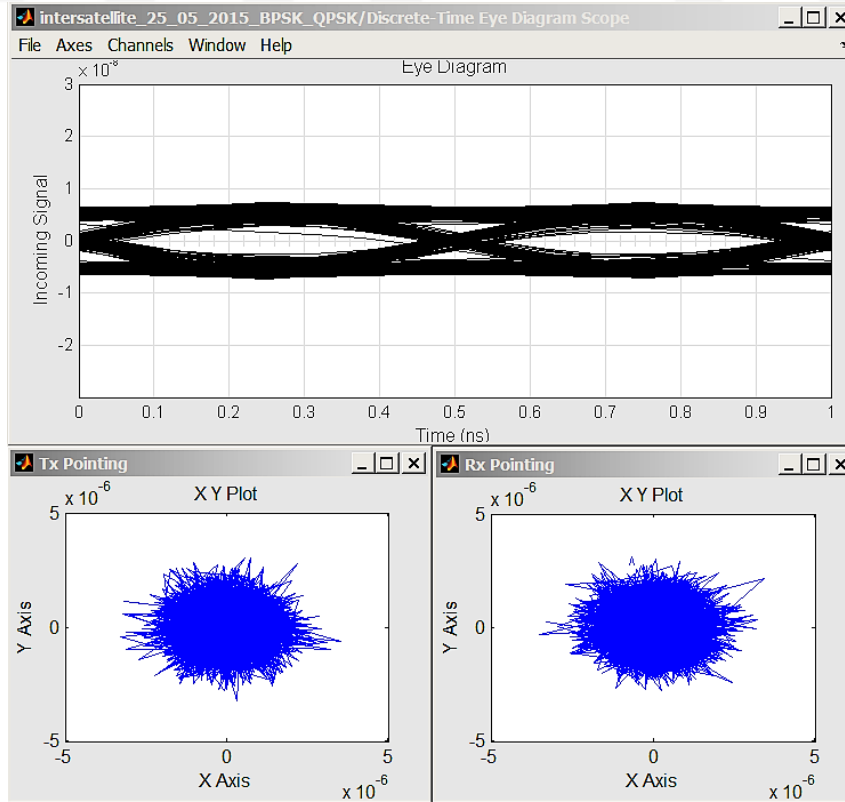 intersatellite_25_05_2015_BPSK_QPSK/Discrete-Time Eye Diagram Scope
File Axes Channels Window Help
x 10^-8
Eye Diagram
3
2
1
0
-1
-2
Incoming Signal
0 0.1 0.2 0.3 0.4 0.5 0.6 0.7 0.8 0.9 1
Time (ns)
Tx Pointing
x 10^-6
X Y Plot
5
0
-5
Y Axis
-5 0 5
X Axis
x 10^-6
Rx Pointing
x 10^-6
X Y Plot
5
0
-5
Y Axis
-5 0 5
X Axis
x 10^-6